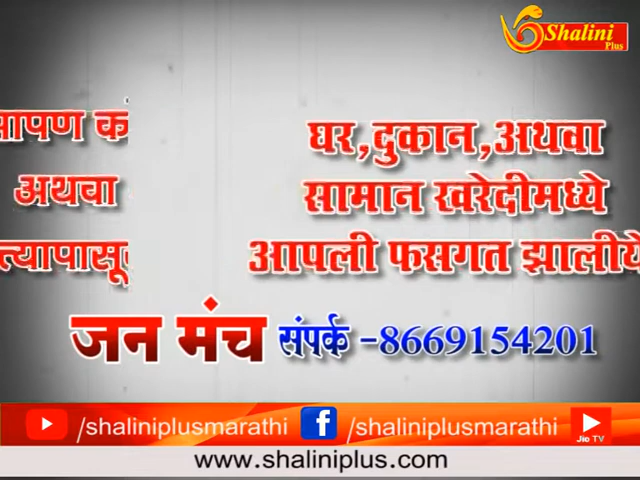 Shalini
Plus
आपण
अथवा
घर,दुकान,अथवा
सामान खरेदीमध्ये
आपली फसगत झालीये
जन मंच संपर्क -8669154201
/shaliniplusmarathi /shaliniplusmarathi
Jio TV
www.shaliniplus.com